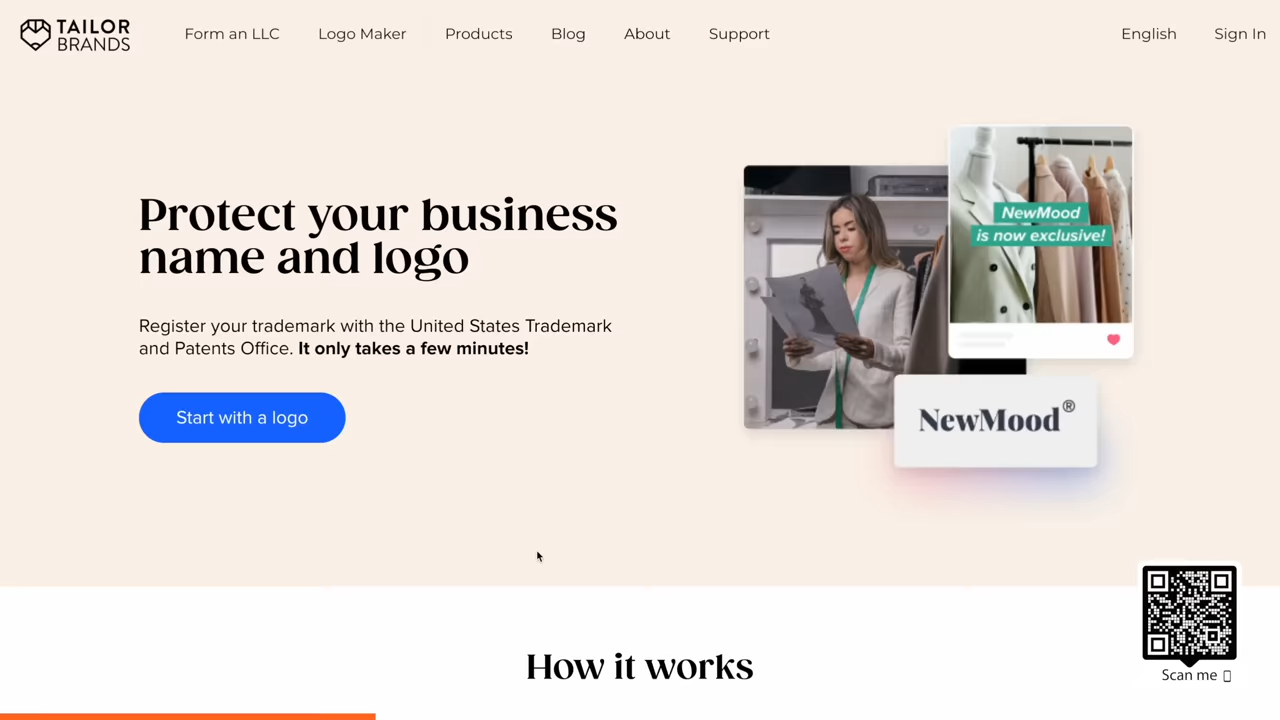 TAILOR
BRANDS
Form an LLC
Logo Maker
Products
Blog
About
Support
English
Sign In
Protect your business
name and logo
Register your trademark with the United States Trademark
and Patents Office. It only takes a few minutes!
Start with a logo
NewMood
is now exclusive!
NewMood®
How it works
Scan me